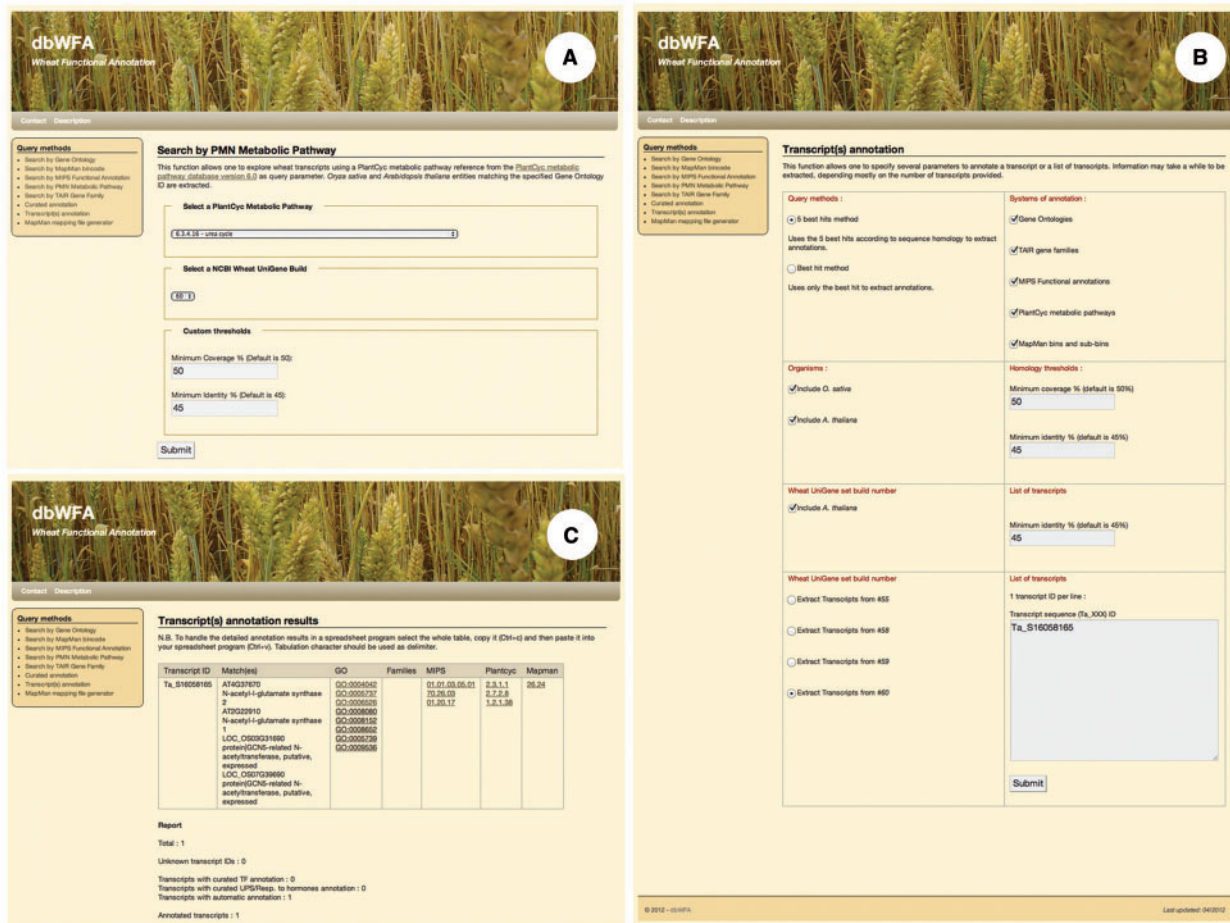 dbWFA
Wheat Functional Annotation
A
Contact Description
Query methods
Search by Gene Ontology
Search by MapMan bincode
Search by MIPS Functional Annotation
Search by PMN Metabolic Pathway
Search by TAIR Gene Family
Curated annotation
Transcript(s) annotation
MapMan mapping file generator
Search by PMN Metabolic Pathway
This function allows one to explore wheat transcripts using a PlantCyc metabolic pathway reference from the PlantCyc metabolic
pathway database version 6.0 as query parameter. Oryza sativa and Arabidopsis thaliana entities matching the specified Gene Ontology
ID are extracted.
Select a PlantCyc Metabolic Pathway
6.3.4.16 - urea cycle
Select a NCBI Wheat UniGene Build
60
Custom thresholds
Minimum Coverage % (Default is 50):
50
Minimum Identity % (Default is 45):
45
Submit
dbWFA
Wheat Functional Annotation
B
Contact Description
Query methods
Search by Gene Ontology
Search by MapMan bincode
Search by MIPS Functional Annotation
Search by PMN Metabolic Pathway
Search by TAIR Gene Family
Curated annotation
Transcript(s) annotation
MapMan mapping file generator
Transcript(s) annotation
This function allows one to specify several parameters to annotate a transcript or a list of transcripts. Information may take a while to be
extracted, depending mostly on the number of transcripts provided.
Query methods :
5 best hits method
Uses the 5 best hits according to sequence homology to extract
annotations.
Best hit method
Uses only the best hit to extract annotations.
Systems of annotation :
Gene Ontologies
TAIR gene families
MIPS Functional annotations
PlantCyc metabolic pathways
MapMan bins and sub-bins
Organisms :
Include O. sativa
Include A. thaliana
Homology thresholds :
Minimum coverage % (default is 50%)
50
Minimum identity % (default is 45%)
45
Wheat UniGene set build number
Include A. thaliana
List of transcripts
Minimum identity % (default is 45%)
45
Wheat UniGene set build number
Extract Transcripts from #55
Extract Transcripts from #58
Extract Transcripts from #59
Extract Transcripts from #60
List of transcripts
1 transcript ID per line :
Transcript sequence (Ta_XXX) ID
Ta_S16058165
Submit
© 2012 - dbWFA
Last updated: 04/2012
dbWFA
Wheat Functional Annotation
C
Contact Description
Query methods
Search by Gene Ontology
Search by MapMan bincode
Search by MIPS Functional Annotation
Search by PMN Metabolic Pathway
Search by TAIR Gene Family
Curated annotation
Transcript(s) annotation
MapMan mapping file generator
Transcript(s) annotation results
N.B. To handle the detailed annotation results in a spreadsheet program select the whole table, copy it (Ctrl+c) and then paste it into
your spreadsheet program (Ctrl+v). Tabulation character should be used as delimiter.
Transcript ID Match(es) GO Families MIPS Plantcyc Mapman
Ta_S16058165 AT4G37670 GO:0004042 01.01.03.05.01 2.3.1.1 26.24
N-acetyl-l-glutamate synthase GO:0005737 70.26.03 2.7.2.8
2 GO:0006526 01.20.17 1.2.1.38
AT2G22910 GO:0008080
N-acetyl-l-glutamate synthase GO:0008152
1 GO:0008652
LOC_OS03G31690 GO:0005739
protein|GCN5-related N- GO:0009536
acetyltransferase, putative,
expressed
LOC_OS07G39690
protein|GCN5-related N-
acetyltransferase, putative,
expressed
Report
Total : 1
Unknown transcript IDs : 0
Transcripts with curated TF annotation : 0
Transcripts with curated UPS/Resp. to hormones annotation : 0
Transcripts with automatic annotation : 1
Annotated transcripts : 1